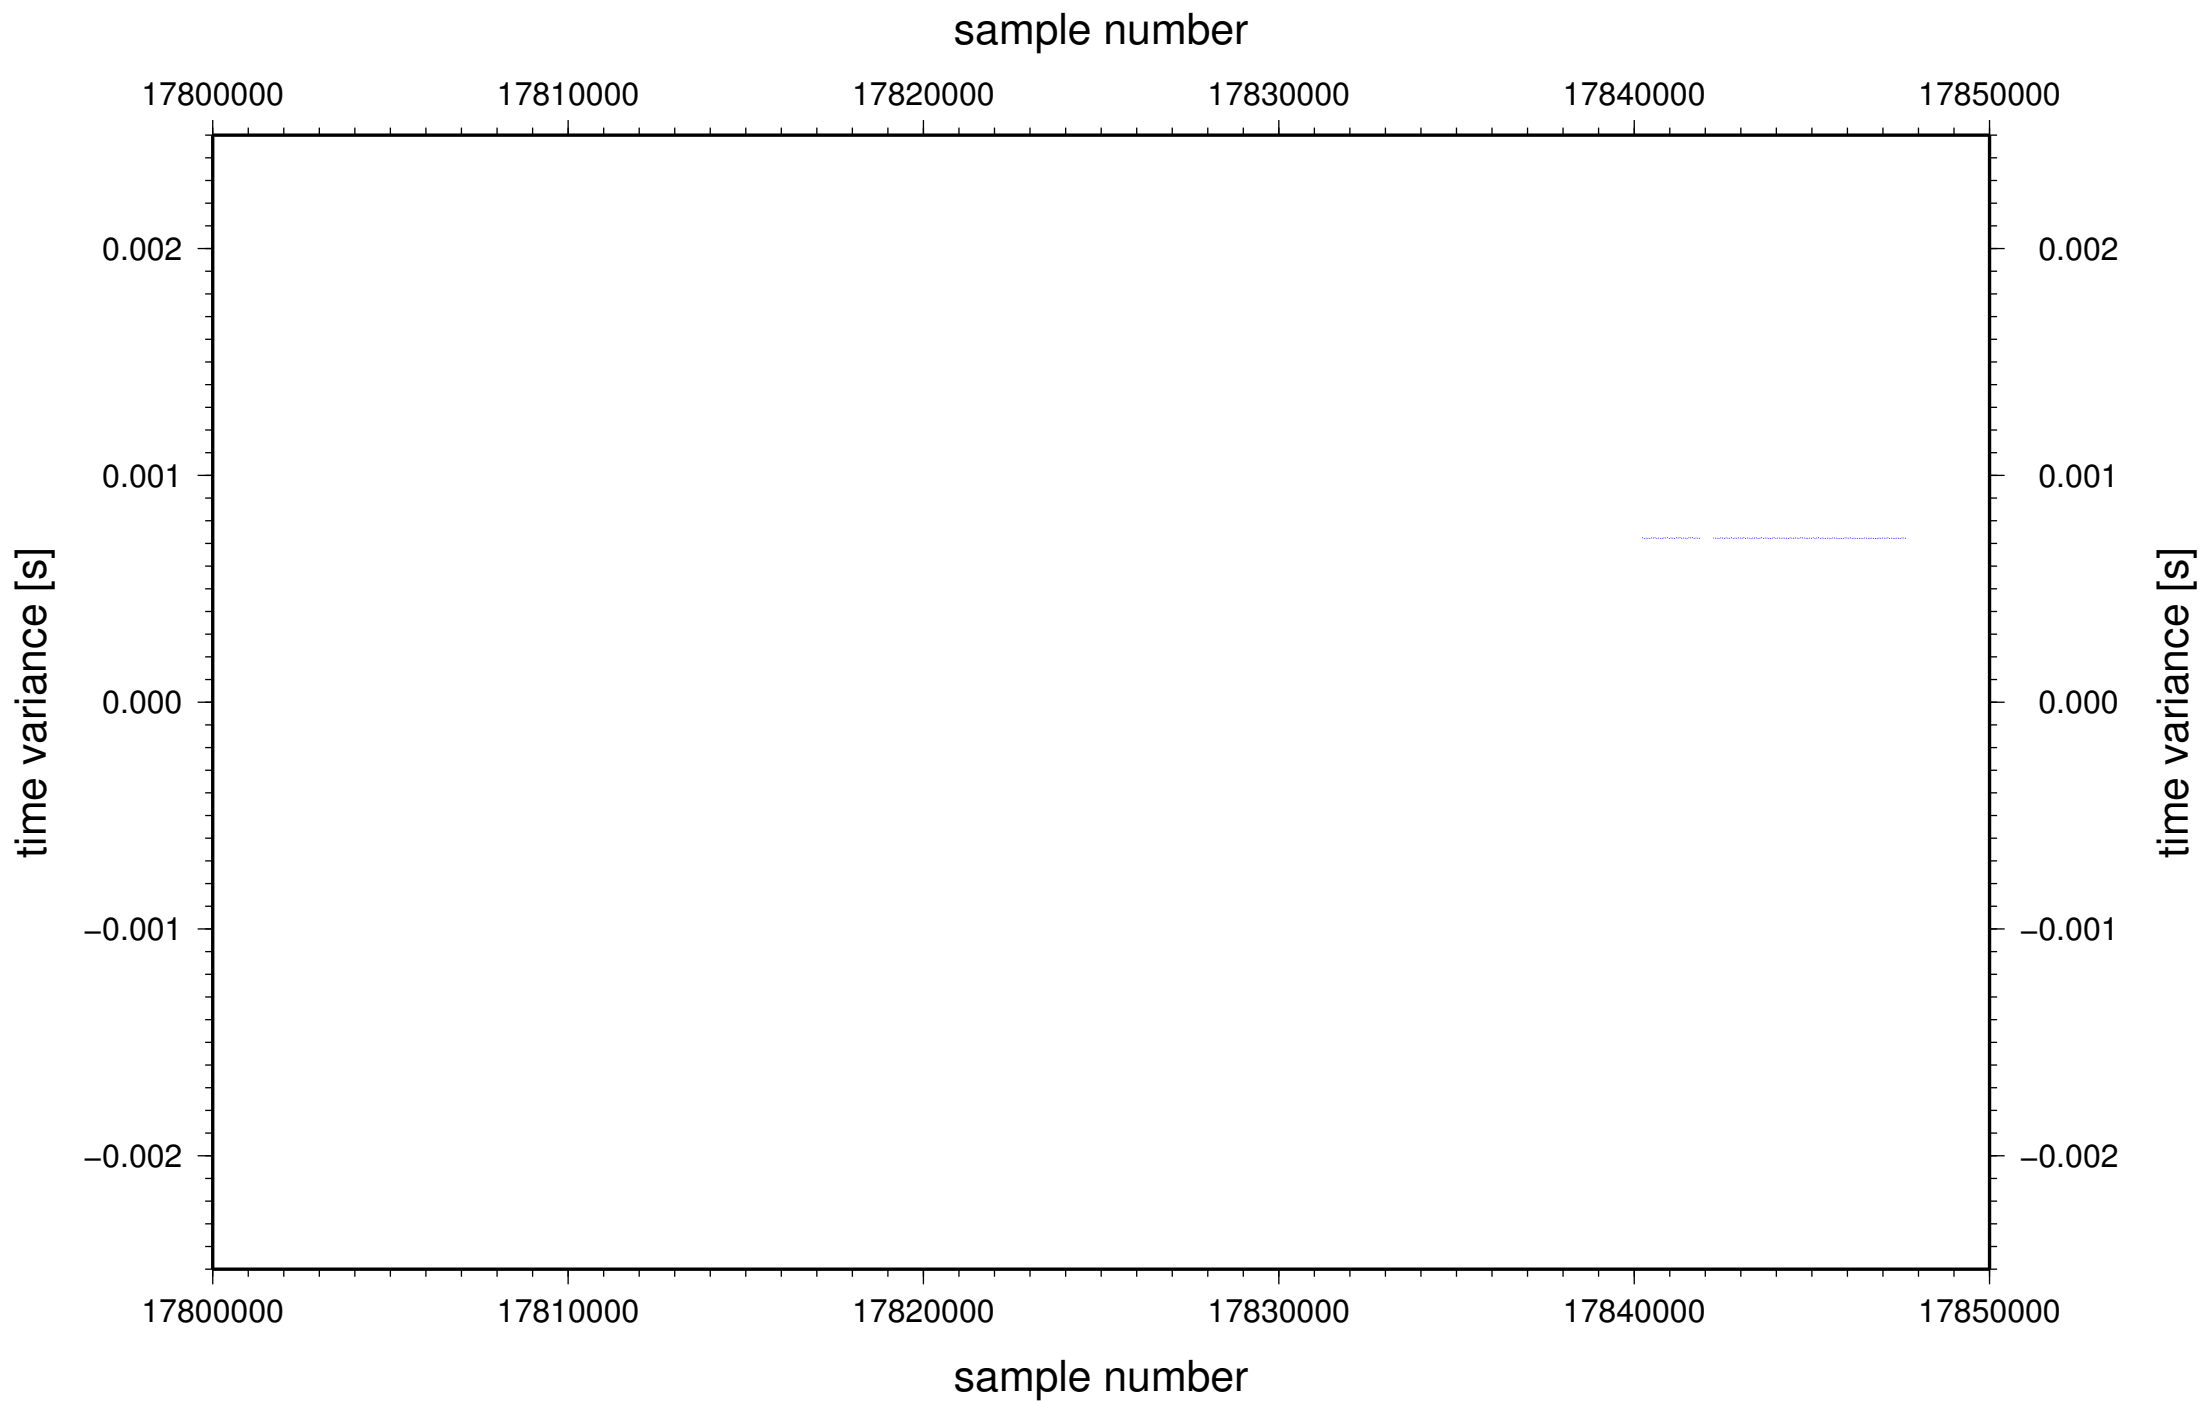 sample number
17800000 17810000 17820000 17830000 17840000 17850000
0.002 0.002
0.001 0.001
time variance [s] 0.000 0.000 time variance [s]
−0.001 −0.001
−0.002 −0.002
17800000 17810000 17820000 17830000 17840000 17850000
sample number